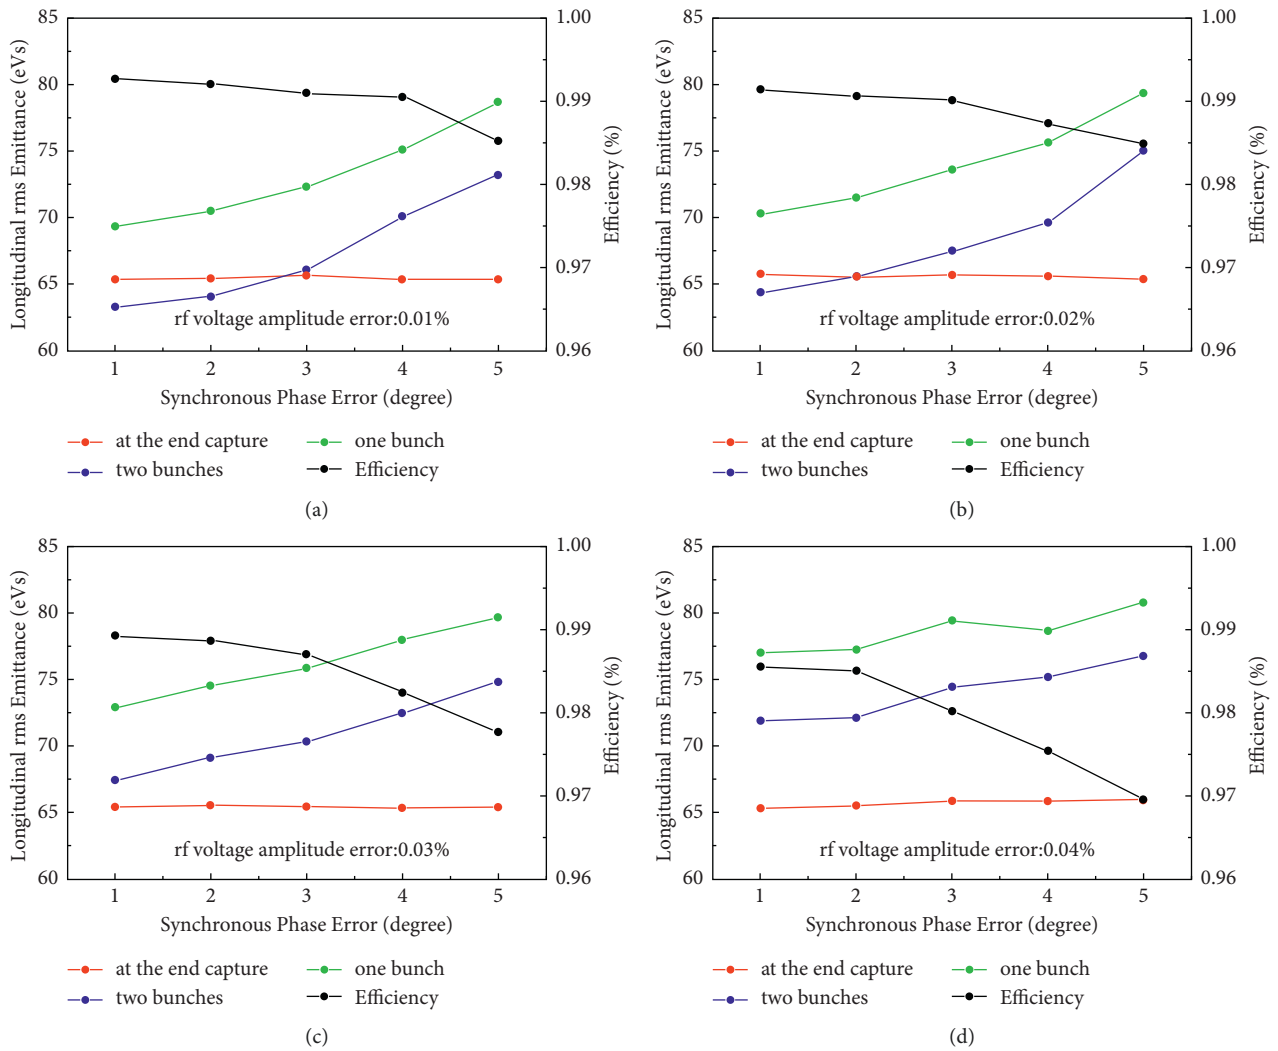 85
80
75
70
65
60
Longitudinal rms Emittance (eVs)
1.00
0.99
0.98
0.97
0.96
Efficiency (%)
rf voltage amplitude error:0.01%
1 2 3 4 5
Synchronous Phase Error (degree)
at the end capture one bunch
two bunches Efficiency
(a)
85
80
75
70
65
60
Longitudinal rms Emittance (eVs)
1.00
0.99
0.98
0.97
0.96
Efficiency (%)
rf voltage amplitude error:0.02%
1 2 3 4 5
Synchronous Phase Error (degree)
at the end capture one bunch
two bunches Efficiency
(b)
85
80
75
70
65
60
Longitudinal rms Emittance (eVs)
1.00
0.99
0.98
0.97
0.96
Efficiency (%)
rf voltage amplitude error:0.03%
1 2 3 4 5
Synchronous Phase Error (degree)
at the end capture one bunch
two bunches Efficiency
(c)
85
80
75
70
65
60
Longitudinal rms Emittance (eVs)
1.00
0.99
0.98
0.97
0.96
Efficiency (%)
rf voltage amplitude error:0.04%
1 2 3 4 5
Synchronous Phase Error (degree)
at the end capture one bunch
two bunches Efficiency
(d)